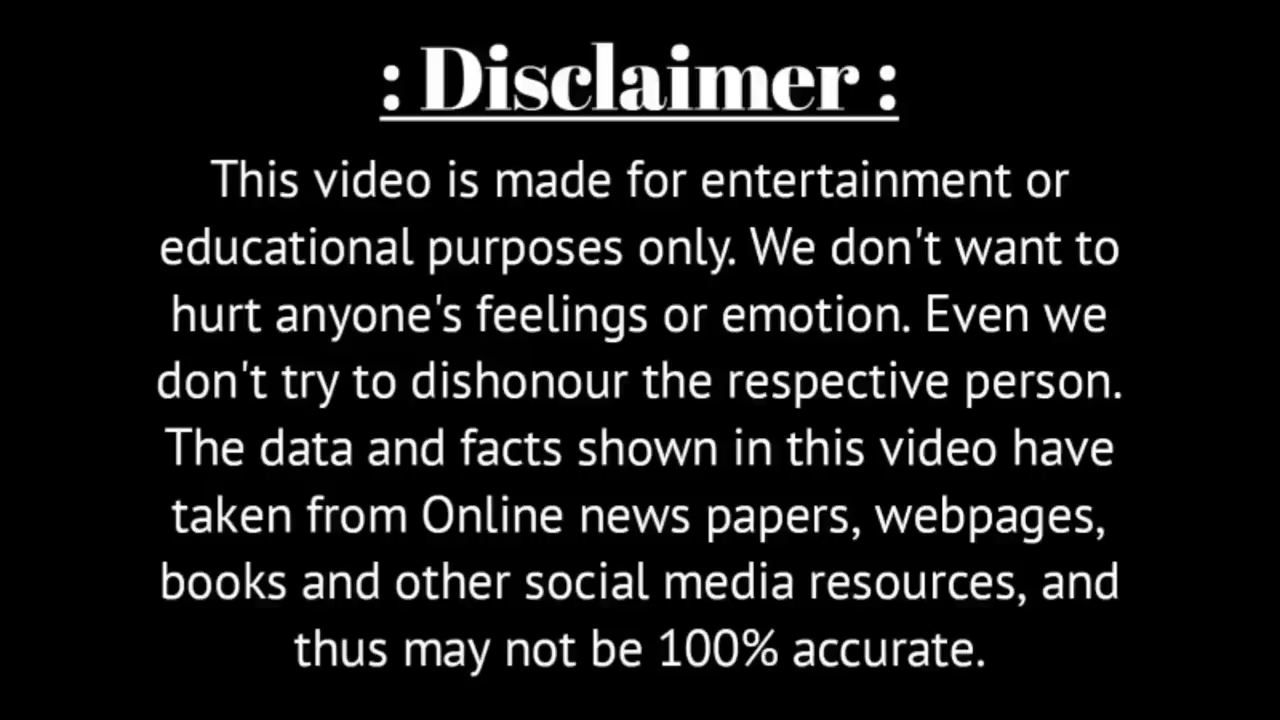 : Disclaimer :
This video is made for entertainment or
educational purposes only. We don't want to
hurt anyone's feelings or emotion. Even we
don't try to dishonour the respective person.
The data and facts shown in this video have
taken from Online news papers, webpages,
books and other social media resources, and
thus may not be 100% accurate.